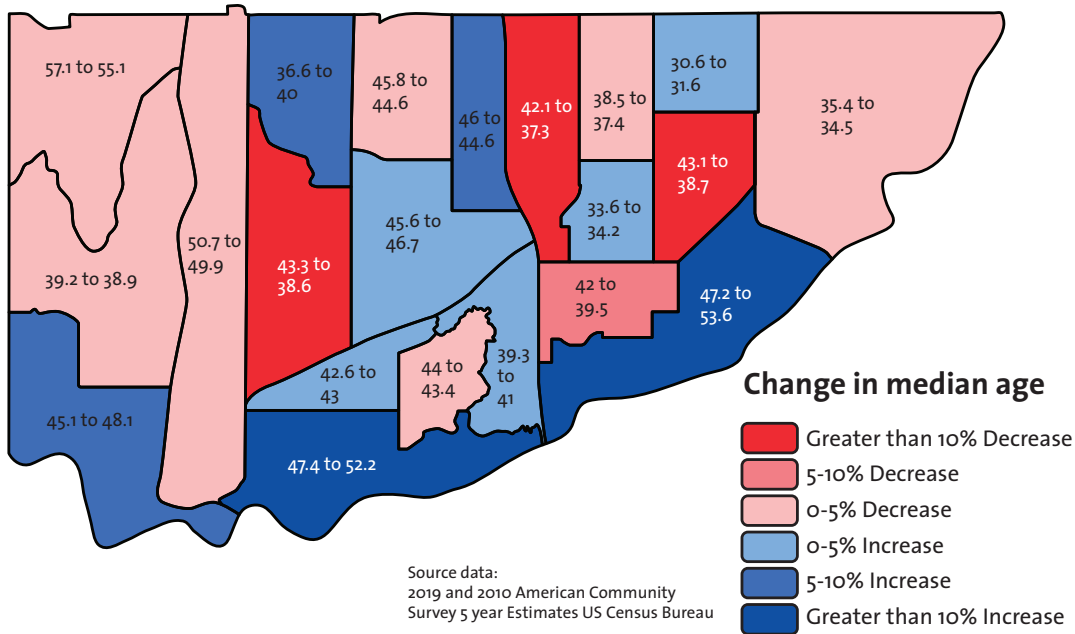 57.1 to 55.1
36.6 to
40
45.8 to
44.6
46 to
44.6
42.1 to
37.3
38.5 to
37.4
30.6 to
31.6
35.4 to
34.5
43.1 to
38.7
33.6 to
34.2
45.6 to
46.7
50.7 to
49.9
39.2 to 38.9
43.3 to
38.6
42 to
39.5
47.2 to
53.6
42.6 to
43
44 to
43.4
39.3
to
41
45.1 to 48.1
47.4 to 52.2
Change in median age
Greater than 10% Decrease
5-10% Decrease
0-5% Decrease
0-5% Increase
5-10% Increase
Greater than 10% Increase
Source data:
2019 and 2010 American Community
Survey 5 year Estimates US Census Bureau